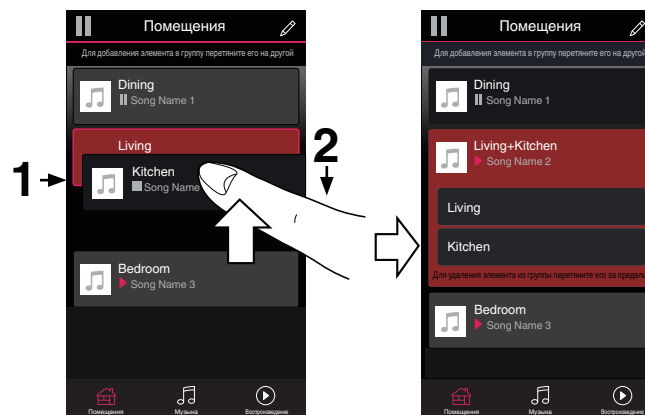 Помещения
Для добавления элемента в группу перетяните его на другой
Dining
Song Name 1
Living
Kitchen
Song Name
1
2
Bedroom
Song Name 3
Помещения
Музыка
Воспроизведение
Помещения
Для добавления элемента в группу перетяните его на другой
Dining
Song Name 1
Living+Kitchen
Song Name 2
Living
Kitchen
Для удаления элемента из группы перетяните его за пределы
Bedroom
Song Name 3
Помещения
Музыка
Воспроизведение